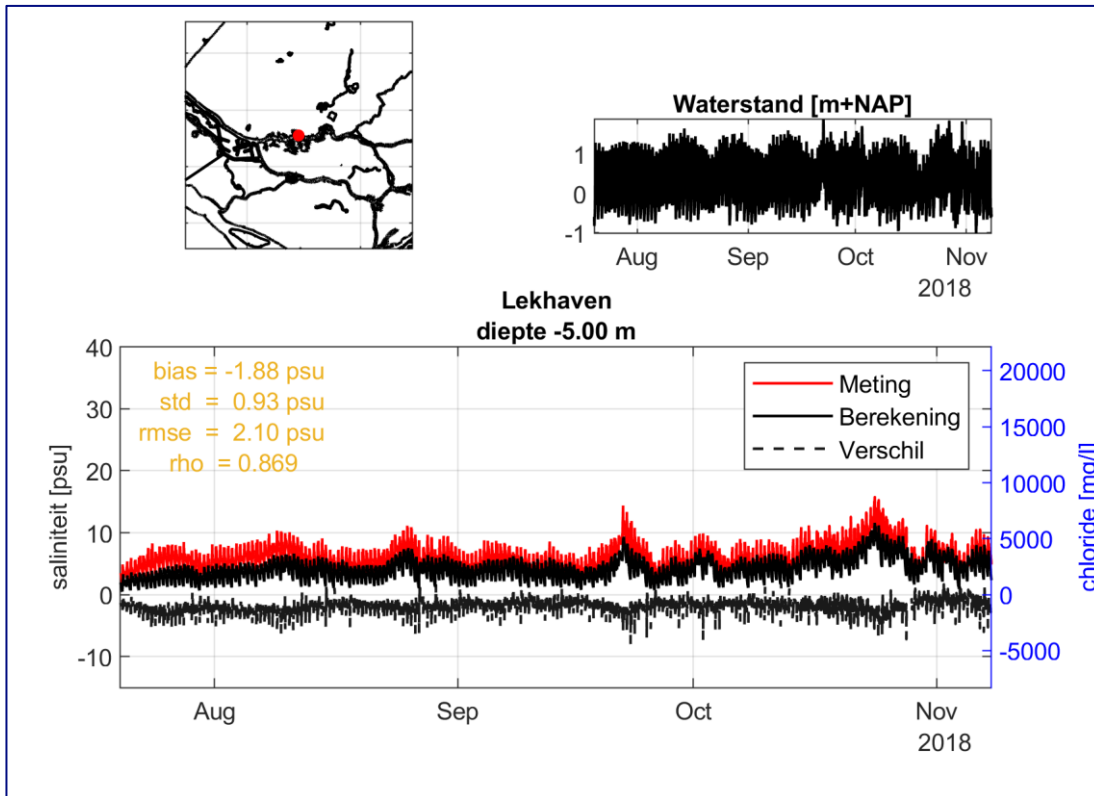 Waterstand [m+NAP]
1
0
-1
Aug Sep Oct Nov
2018
Lekhaven
diepte -5.00 m
40
30
20
10
0
-10
saliniteit [psu]
bias = -1.88 psu
std = 0.93 psu
rmse = 2.10 psu
rho = 0.869
Meting
Berekening
Verschil
20000
15000
10000
5000
0
-5000
chloride [mg/l]
Aug Sep Oct Nov
2018